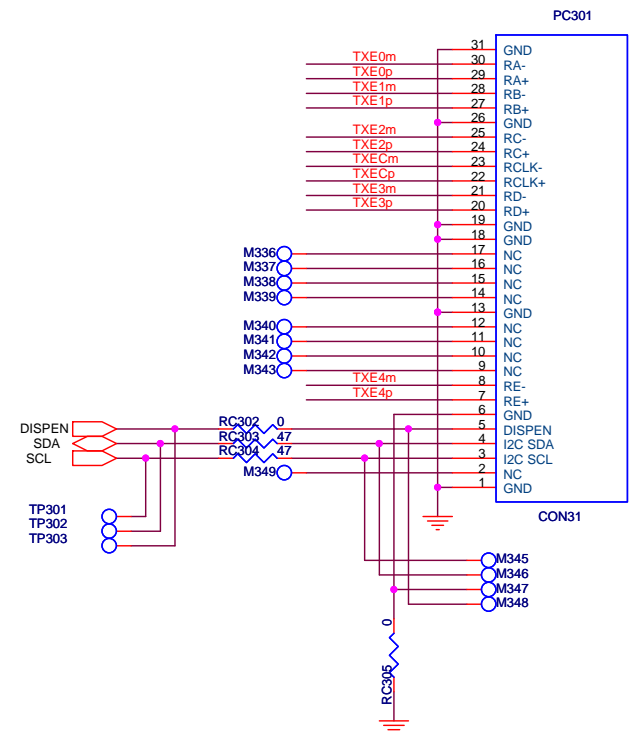 PC301
31 GND
TXE0m 30 RA-
TXE0p 29 RA+
TXE1m 28 RB-
TXE1p 27 RB+
26 GND
TXE2m 25 RC-
TXE2p 24 RC+
TXECm 23 RCLK-
TXECp 22 RCLK+
TXE3m 21 RD-
TXE3p 20 RD+
19 GND
18 GND
M336 17 NC
M337 16 NC
M338 15 NC
M339 14 NC
13 GND
M340 12 NC
M341 11 NC
M342 10 NC
M343 9 NC
TXE4m 8 RE-
TXE4p 7 RE+
6 GND
DISPEN RC302 0 5 DISPEN
SDA RC303 47 4 I2C SDA
SCL RC304 47 3 I2C SCL
M349 2 NC
1 GND
CON31
TP301
TP302
TP303
M345
M346
M347
M348
RC305 0